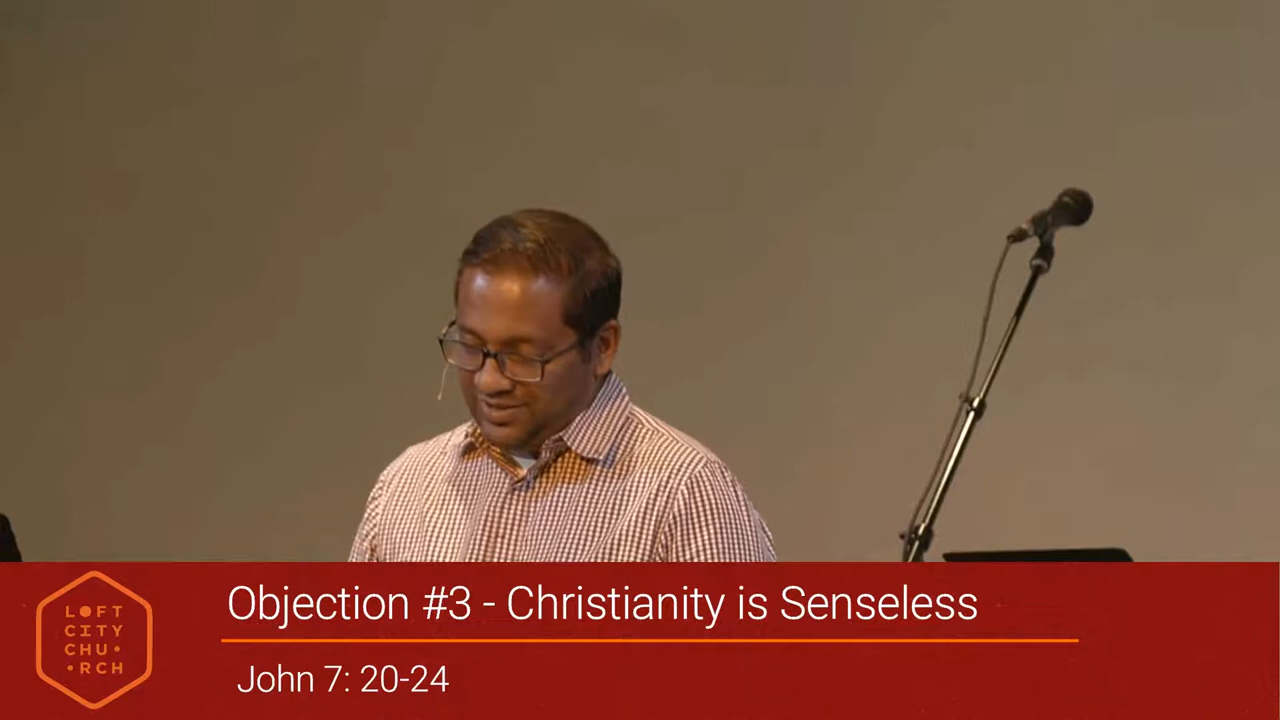 Objection #3 - Christianity is Senseless
John 7: 20-24
LOFT
CITY
CHU•
•RCH